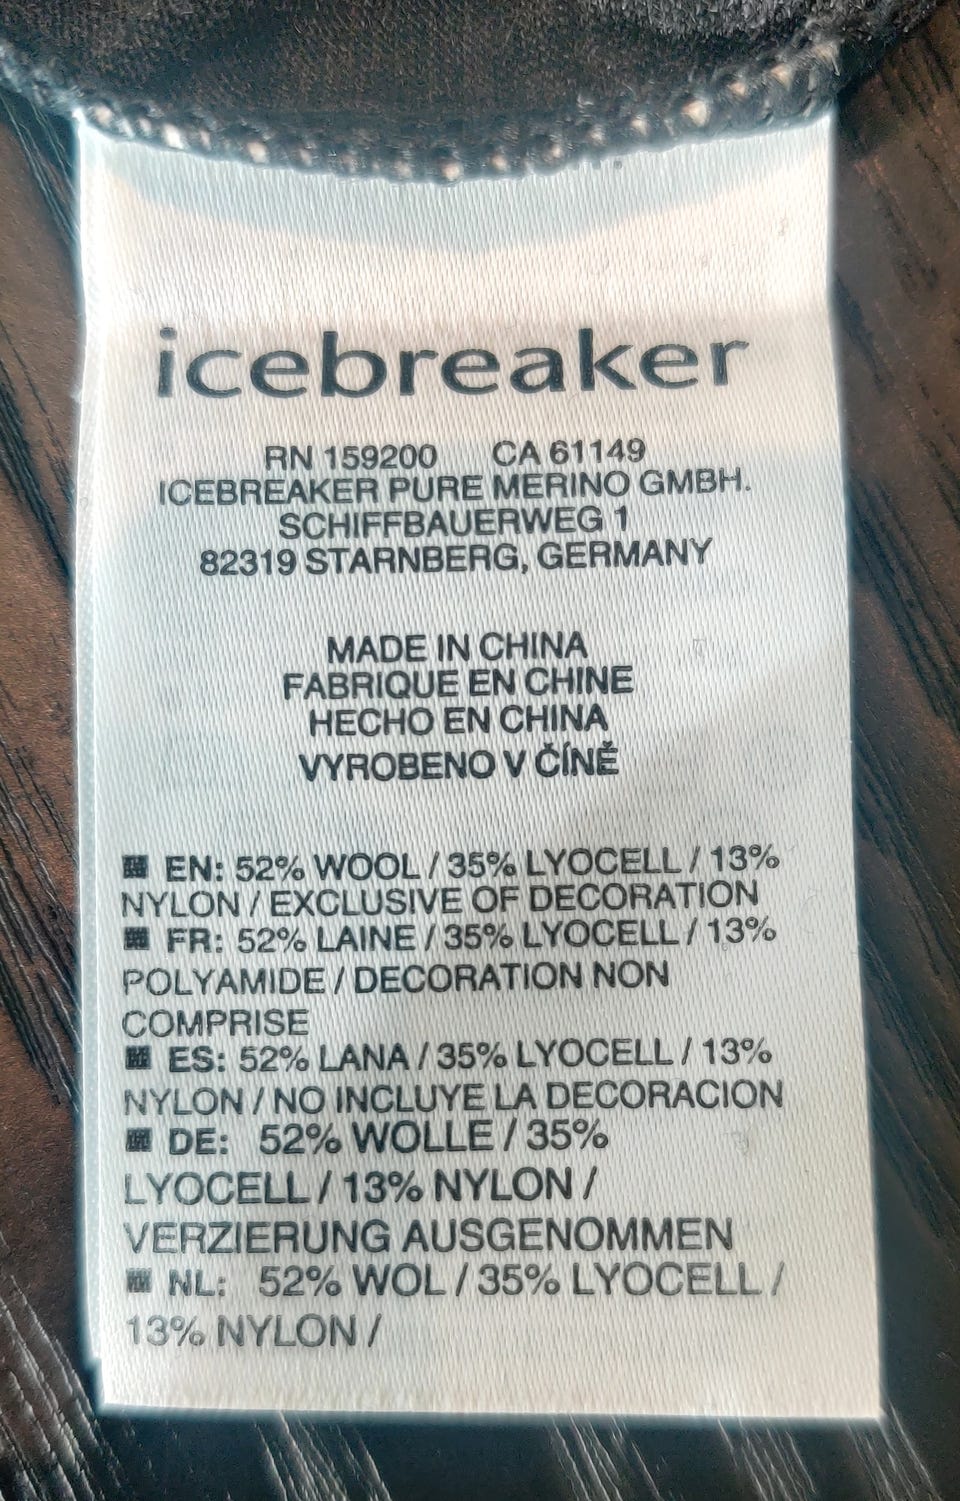 icebreaker
RN 159200 CA 61149
ICEBREAKER PURE MERINO GMBH.
SCHIFFBAUERWEG 1
82319 STARNBERG, GERMANY
MADE IN CHINA
FABRIQUE EN CHINE
HECHO EN CHINA
VYROBENO V ČÍNĚ
EN: 52% WOOL / 35% LYOCELL / 13%
NYLON / EXCLUSIVE OF DECORATION
FR: 52% LAINE / 35% LYOCELL / 13%
POLYAMIDE / DECORATION NON
COMPRISE
ES: 52% LANA / 35% LYOCELL / 13%
NYLON / NO INCLUYE LA DECORACION
DE: 52% WOLLE / 35%
LYOCELL / 13% NYLON /
VERZIERUNG AUSGENOMMEN
NL: 52% WOL / 35% LYOCELL /
13% NYLON /